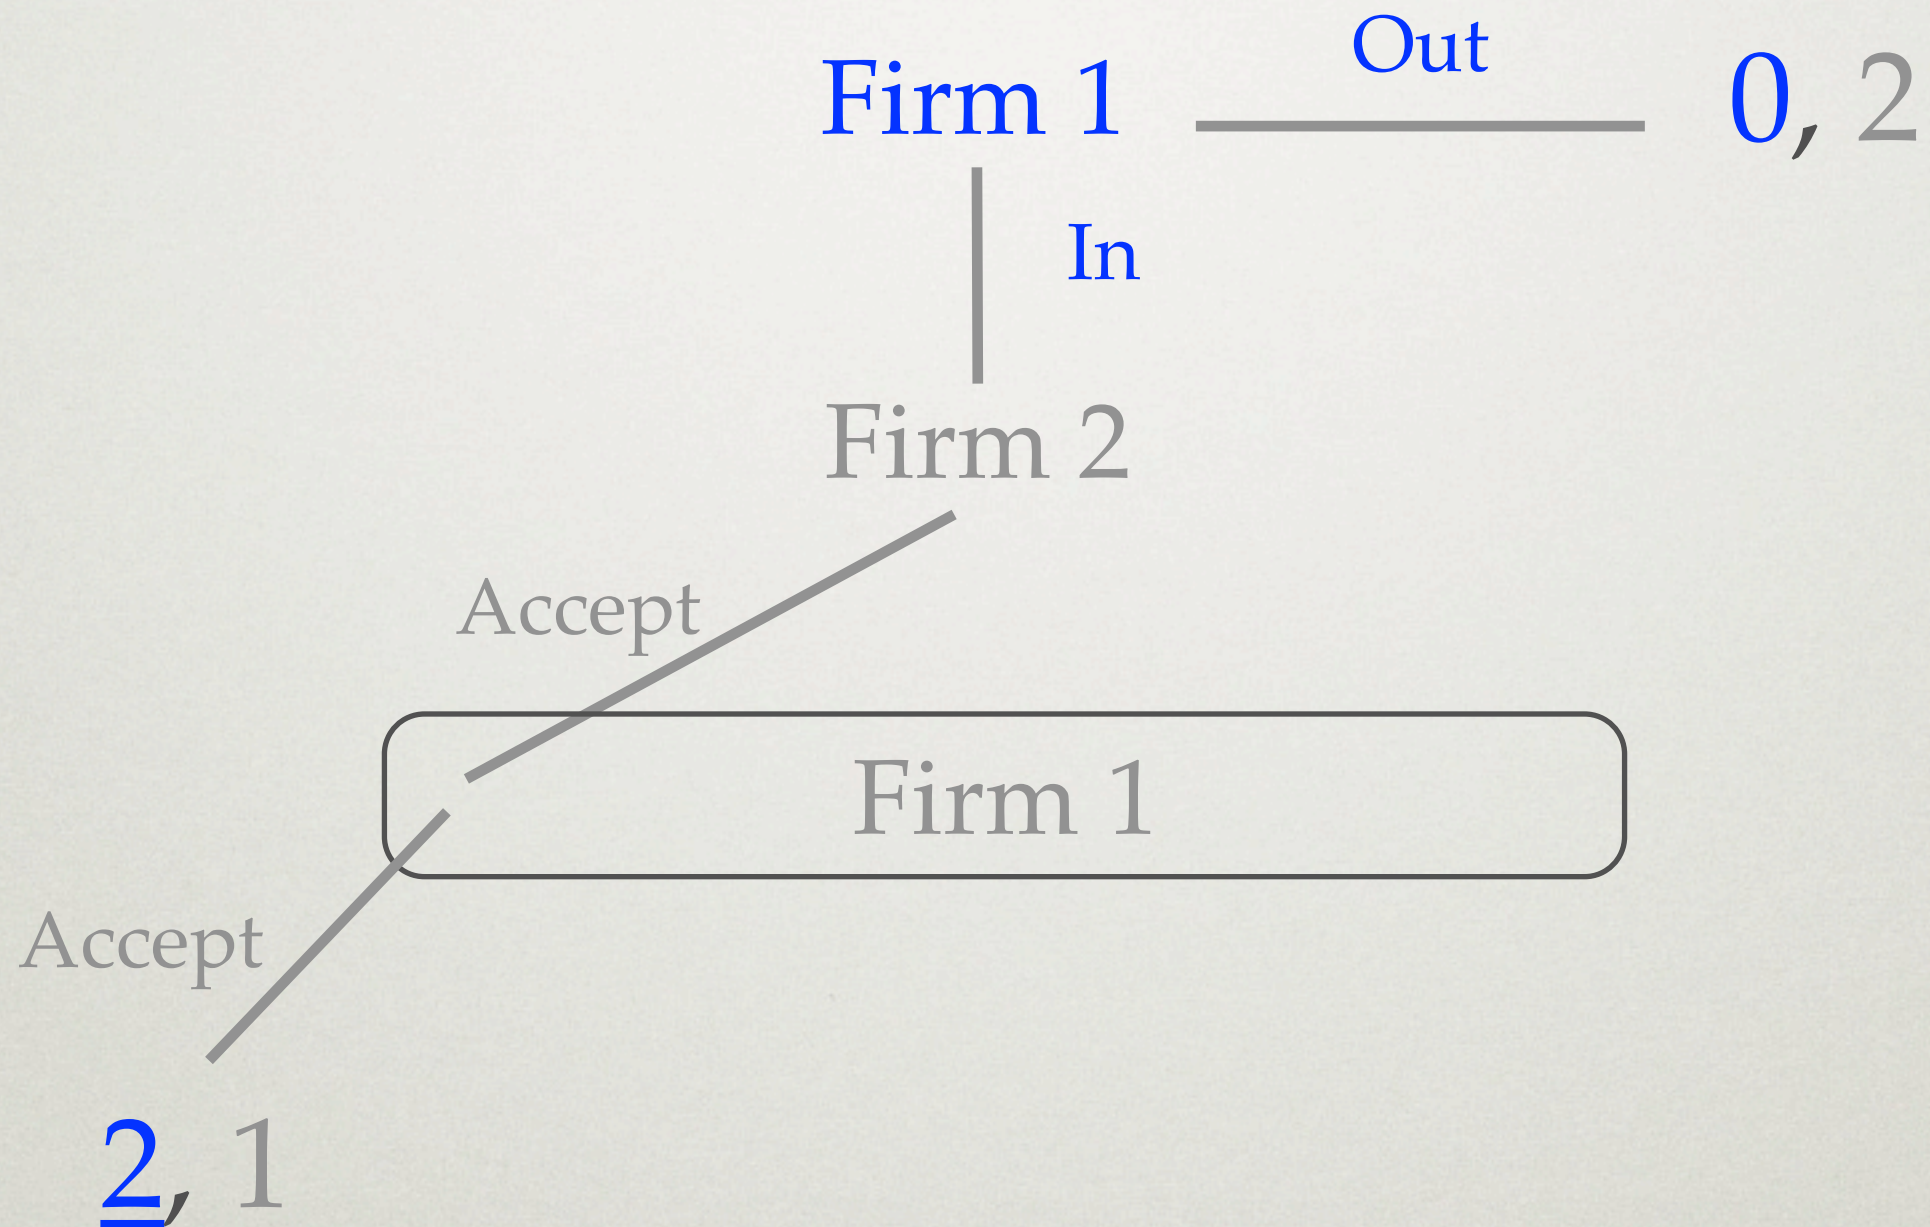 Out
Firm 1
0, 2
In
Firm 2
Accept
Firm 1
Accept
2, 1